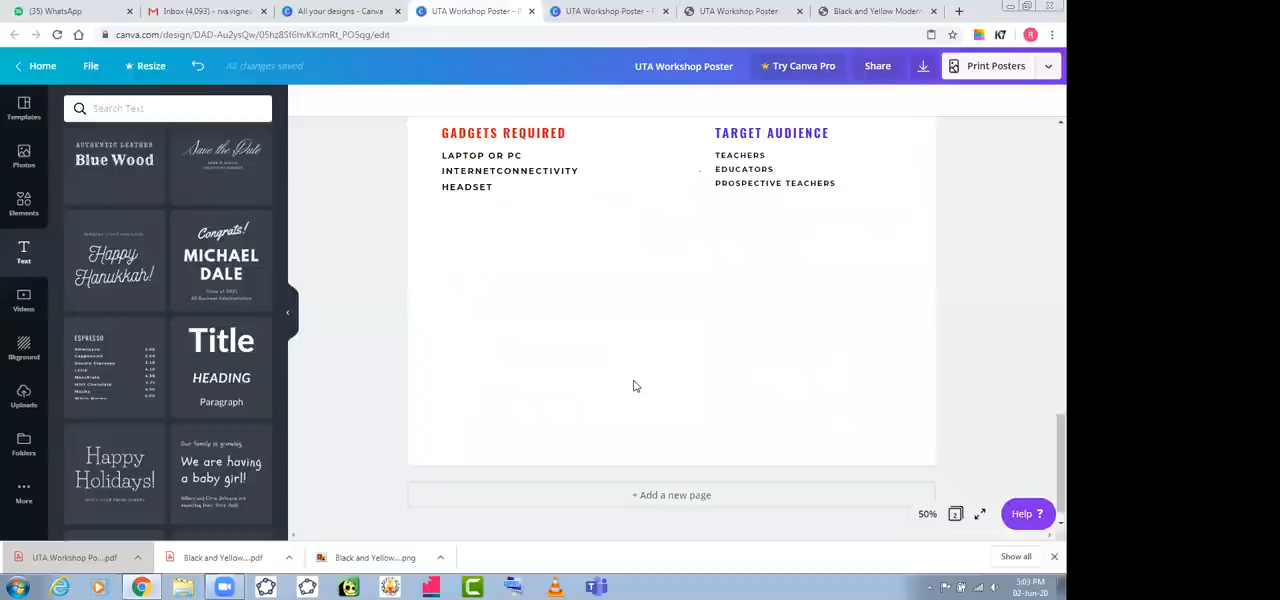 (35) WhatsApp
Inbox (4,093) - rva.vignes
All your designs - Canva
UTA Workshop Poster - P
UTA Workshop Poster - P
UTA Workshop Poster
Black and Yellow Modern
canva.com/design/DAD-Au2ysQw/05hz8Sf6hvKKcmRt_PO5qg/edit
Home
File
Resize
All changes saved
UTA Workshop Poster
Try Canva Pro
Share
Print Posters
Templates
Photos
Elements
Text
Videos
Bkground
Uploads
Folders
More
Search Text
AUTHENTIC LEATHER
Blue Wood
Save the Date
Happy
Hanukkah!
Congrats!
MICHAEL
DALE
Class of 2021
ESPRESSO
Title
HEADING
Paragraph
Happy
Holidays!
Our family is growing.
We are having
a baby girl!
GADGETS REQUIRED
LAPTOP OR PC
INTERNETCONNECTIVITY
HEADSET
TARGET AUDIENCE
TEACHERS
EDUCATORS
PROSPECTIVE TEACHERS
+ Add a new page
50%
2
Help ?
UTA Workshop Po....pdf
Black and Yellow....pdf
Black and Yellow....png
Show all
5:03 PM
02-Jun-20